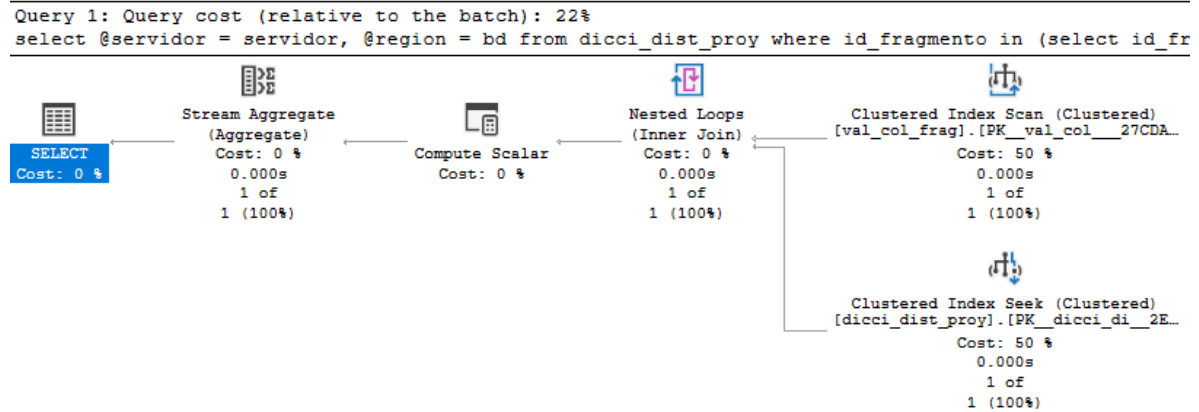 Query 1: Query cost (relative to the batch): 22%
select @servidor = servidor, @region = bd from dicci_dist_proy where id_fragmento in (select id_fr
SELECT
Cost: 0 %
Stream Aggregate
(Aggregate)
Cost: 0 %
0.000s
1 of
1 (100%)
Compute Scalar
Cost: 0 %
Nested Loops
(Inner Join)
Cost: 0 %
0.000s
1 of
1 (100%)
Clustered Index Scan (Clustered)
[val_col_frag].[PK__val_col___27CDA…
Cost: 50 %
0.000s
1 of
1 (100%)
Clustered Index Seek (Clustered)
[dicci_dist_proy].[PK__dicci_di__2E…
Cost: 50 %
0.000s
1 of
1 (100%)